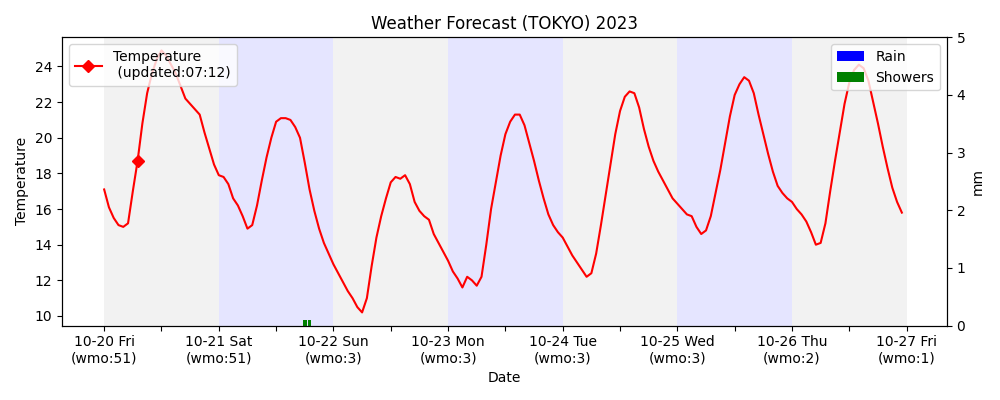 Weather Forecast (TOKYO) 2023
Temperature
(updated:07:12)
Rain
Showers
Temperature
24
22
20
18
16
14
12
10
5
4
3
2
1
0
mm
10-20 Fri
(wmo:51)
10-21 Sat
(wmo:51)
10-22 Sun
(wmo:3)
10-23 Mon
(wmo:3)
10-24 Tue
(wmo:3)
10-25 Wed
(wmo:3)
10-26 Thu
(wmo:2)
10-27 Fri
(wmo:1)
Date